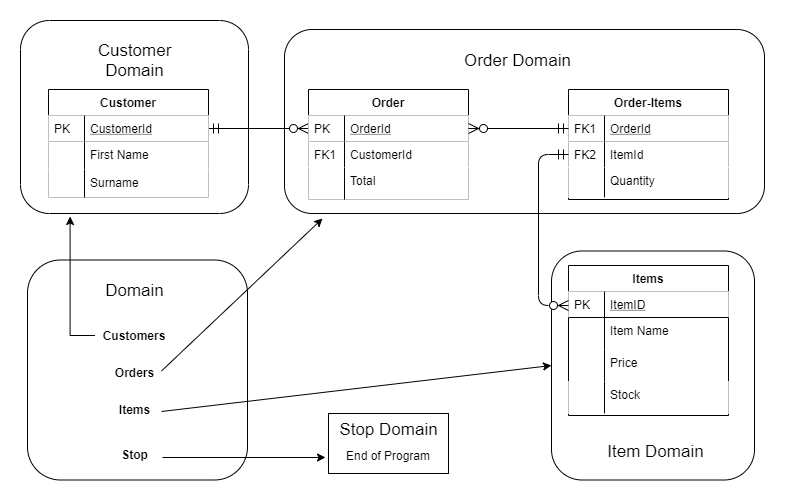 Customer
Domain
Customer
PK CustomerId
First Name
Surname
Order Domain
Order
PK OrderId
FK1 CustomerId
Total
Order-Items
FK1 OrderId
FK2 ItemId
Quantity
Domain
Customers
Orders
Items
Stop
Stop Domain
End of Program
Items
PK ItemID
Item Name
Price
Stock
Item Domain